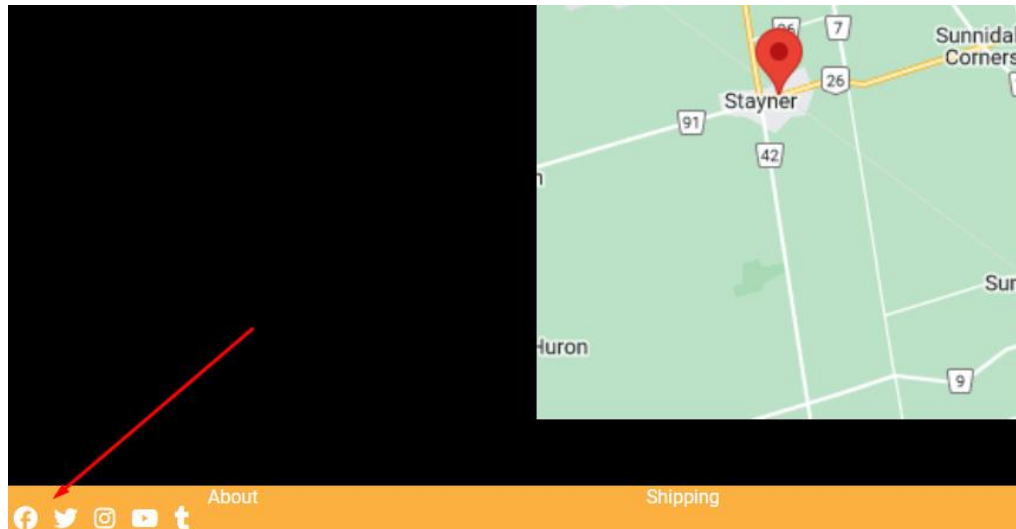 26
7
Sunnidal
Corners
26
Stayner
91
42
Sur
Huron
9
About
Shipping